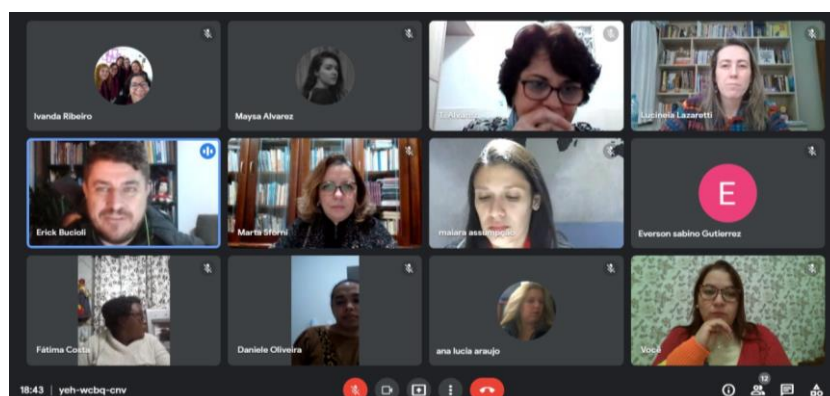 Ivanda Ribeiro
Maysa Alvarez
Lucineia Lazaretti
Erick Bucioli
Marta Sforni
maiara assumpção
E
Everson sabino Gutierrez
Fátima Costa
Daniele Oliveira
ana lucia araujo
Você
18:43 | yeh-wcbq-cnv
12